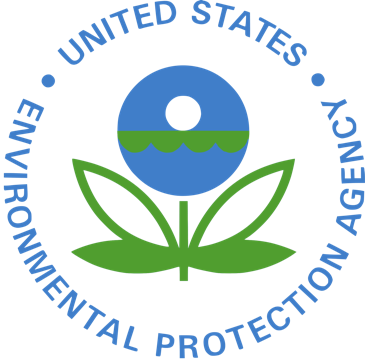 UNITED STATES
ENVIRONMENTAL PROTECTION AGENCY